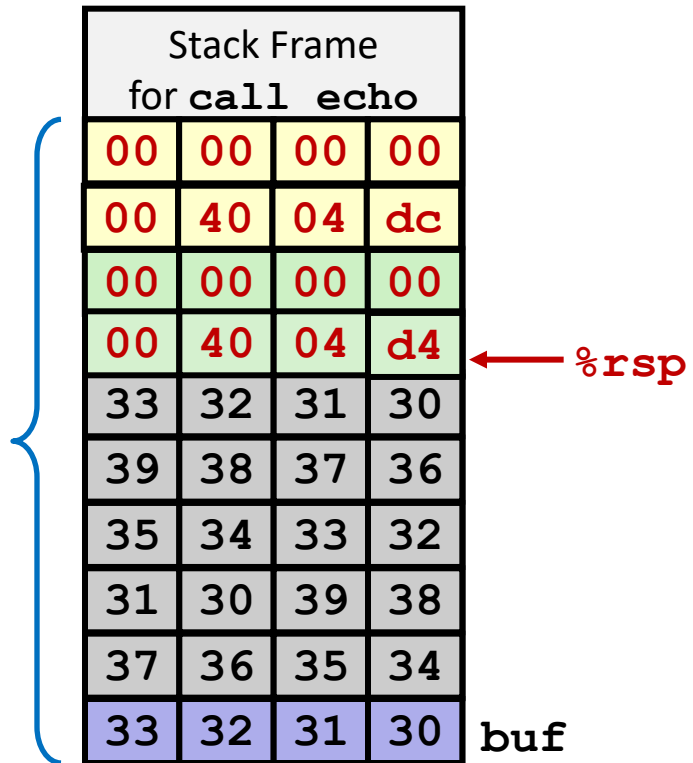 Stack Frame
for call echo
00 00 00 00
00 40 04 dc
00 00 00 00
00 40 04 d4
%rsp
33 32 31 30
39 38 37 36
35 34 33 32
31 30 39 38
37 36 35 34
33 32 31 30 buf